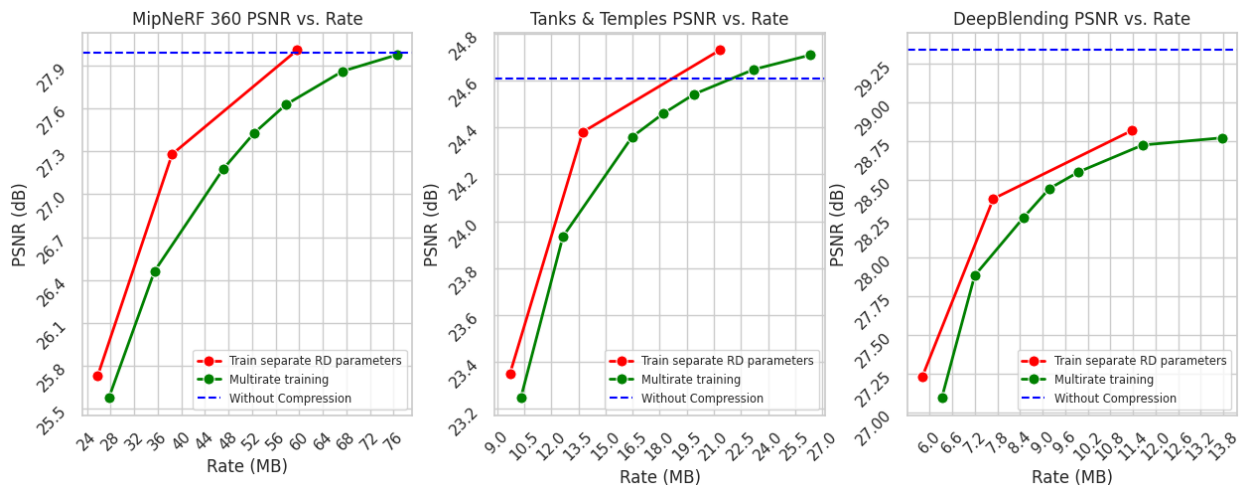 MipNeRF 360 PSNR vs. Rate
PSNR (dB)
27.9
27.6
27.3
27.0
26.7
26.4
26.1
25.8
25.5
Train separate RD parameters
Multirate training
Without Compression
24 28 32 36 40 44 48 52 56 60 64 68 72 76
Rate (MB)
Tanks & Temples PSNR vs. Rate
PSNR (dB)
24.8
24.6
24.4
24.2
24.0
23.8
23.6
23.4
23.2
Train separate RD parameters
Multirate training
Without Compression
9.0 10.5 12.0 13.5 15.0 16.5 18.0 19.5 21.0 22.5 24.0 25.5 27.0
Rate (MB)
DeepBlending PSNR vs. Rate
PSNR (dB)
29.25
29.00
28.75
28.50
28.25
28.00
27.75
27.50
27.25
27.00
Train separate RD parameters
Multirate training
Without Compression
6.0 6.6 7.2 7.8 8.4 9.0 9.6 10.2 10.8 11.4 12.0 12.6 13.2 13.8
Rate (MB)